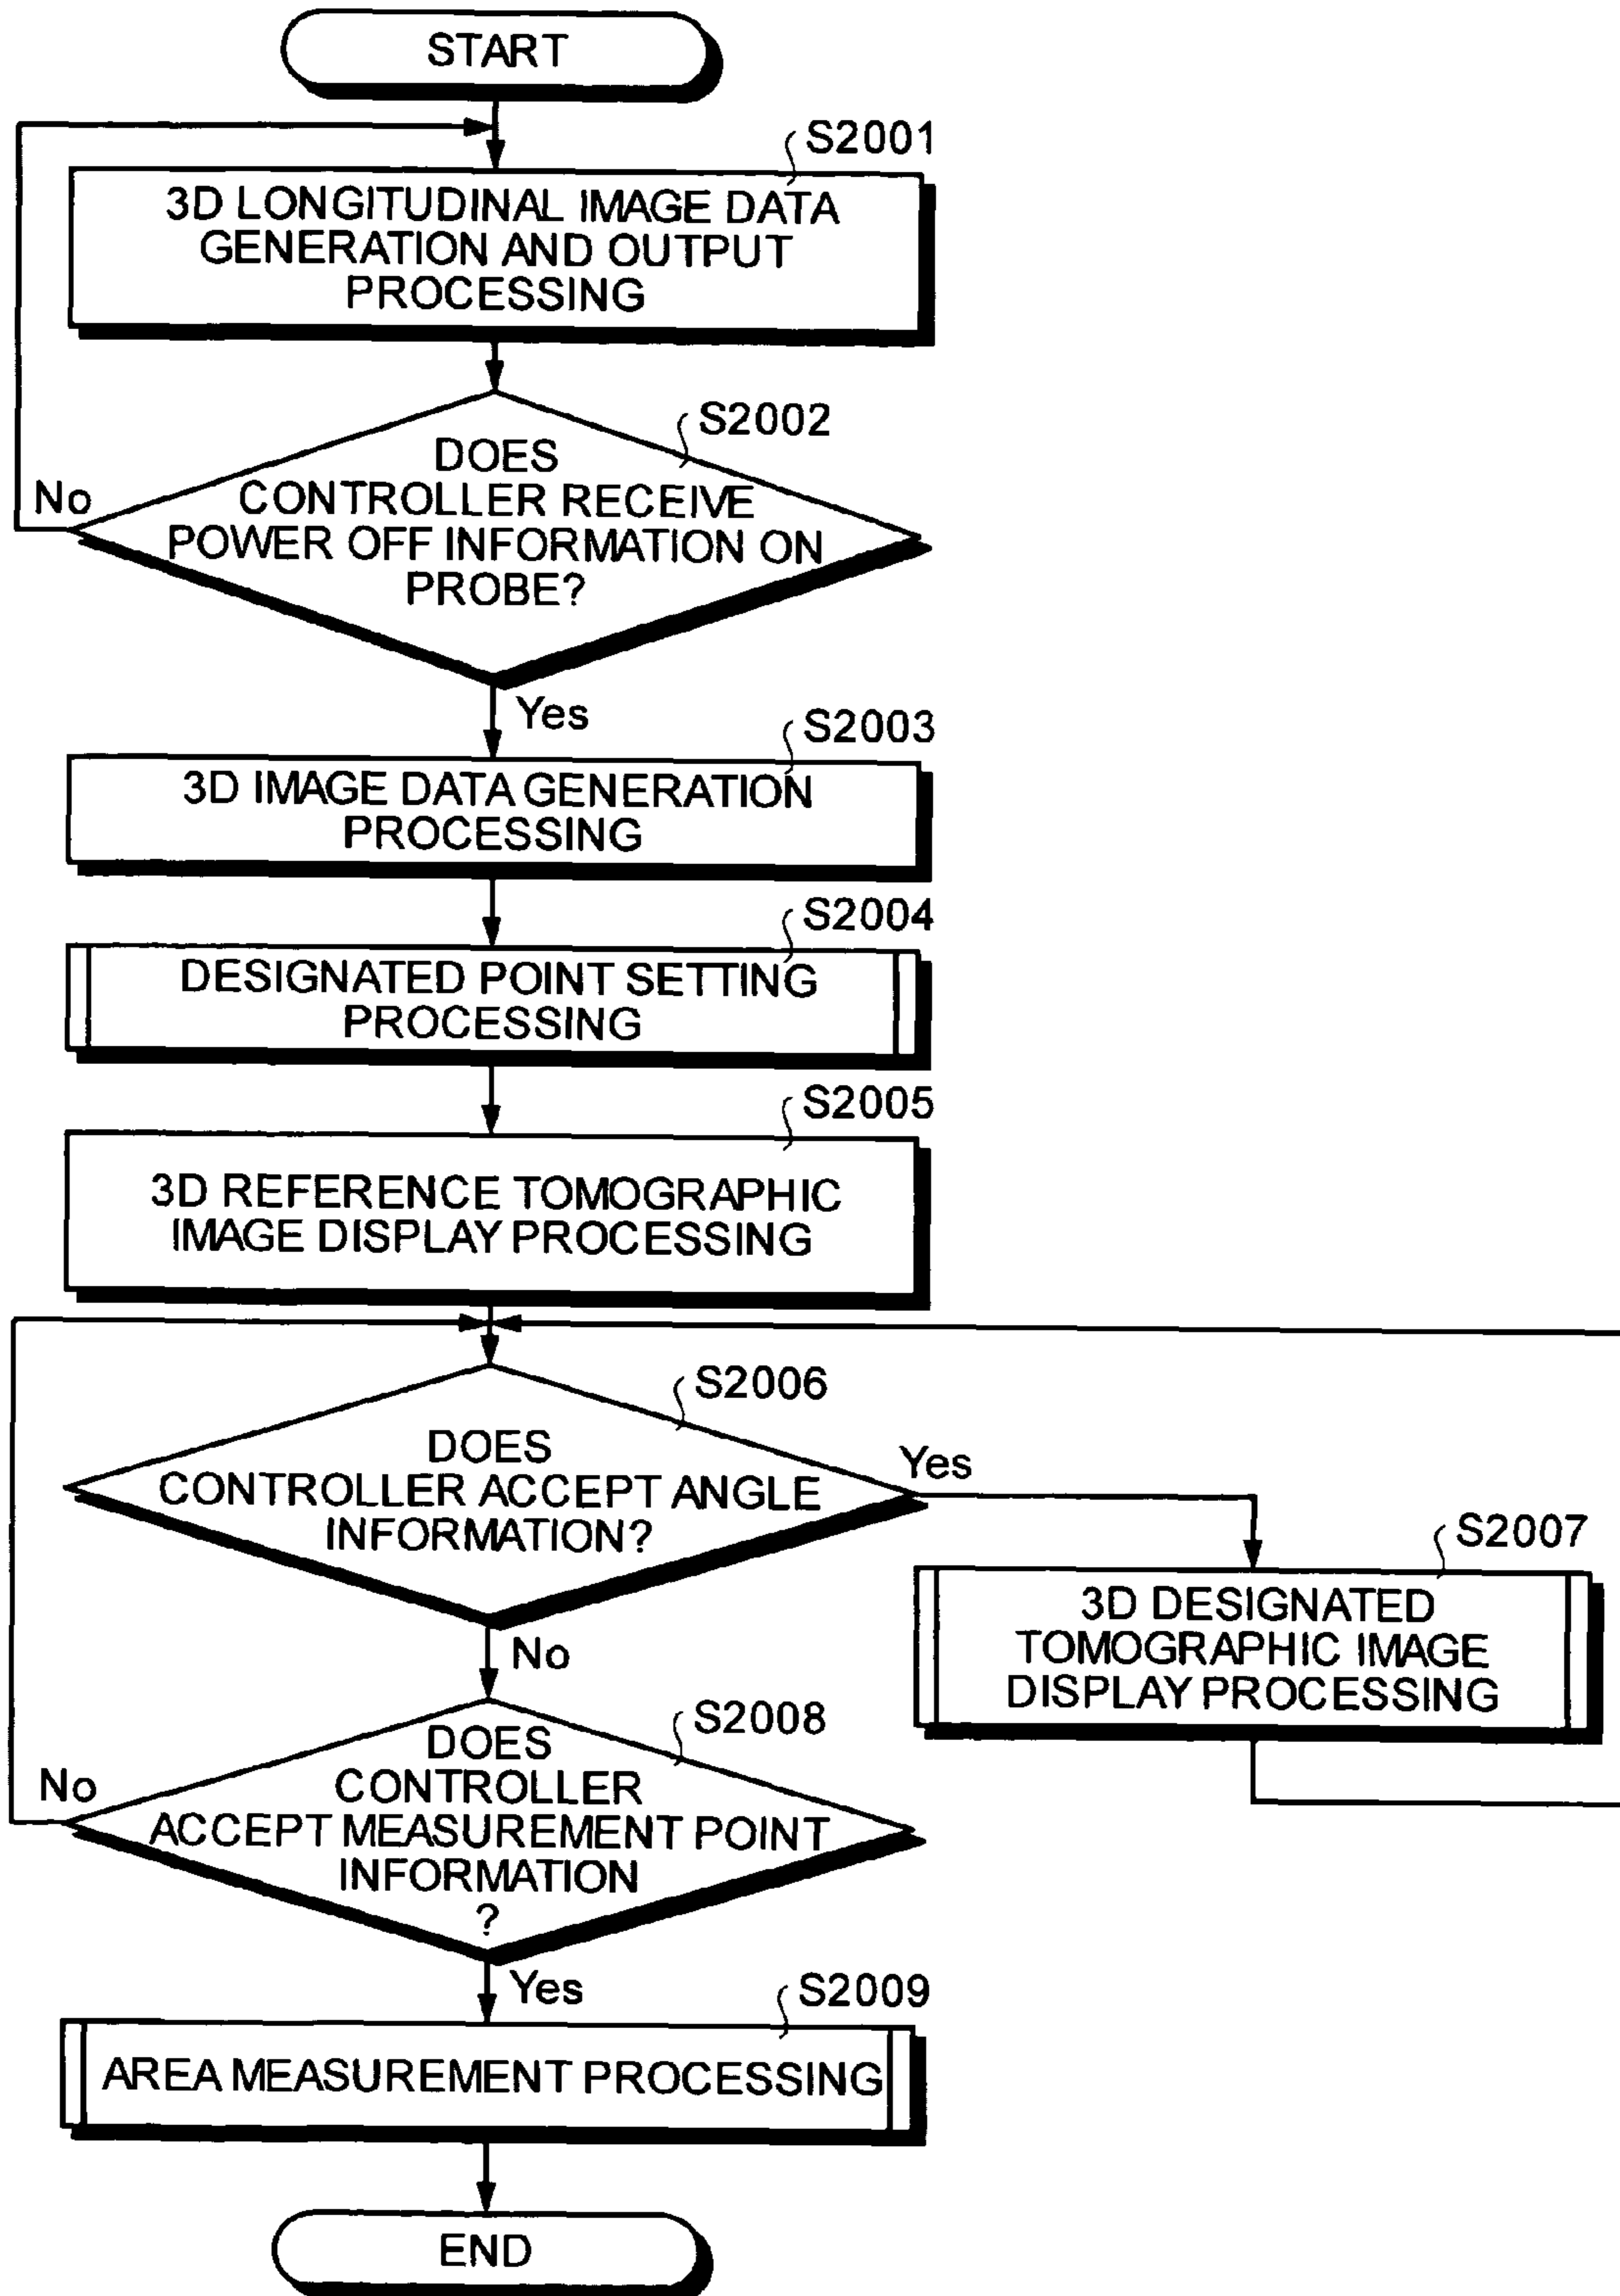 START
S2001
3D LONGITUDINAL IMAGE DATA
GENERATION AND OUTPUT
PROCESSING
S2002
DOES
CONTROLLER RECEIVE
POWER OFF INFORMATION ON
PROBE?
No
Yes
S2003
3D IMAGE DATA GENERATION
PROCESSING
S2004
DESIGNATED POINT SETTING
PROCESSING
S2005
3D REFERENCE TOMOGRAPHIC
IMAGE DISPLAY PROCESSING
S2006
DOES
CONTROLLER ACCEPT ANGLE
INFORMATION?
Yes
No
S2007
3D DESIGNATED
TOMOGRAPHIC IMAGE
DISPLAY PROCESSING
S2008
DOES
CONTROLLER
ACCEPT MEASUREMENT POINT
INFORMATION
?
No
Yes
S2009
AREA MEASUREMENT PROCESSING
END